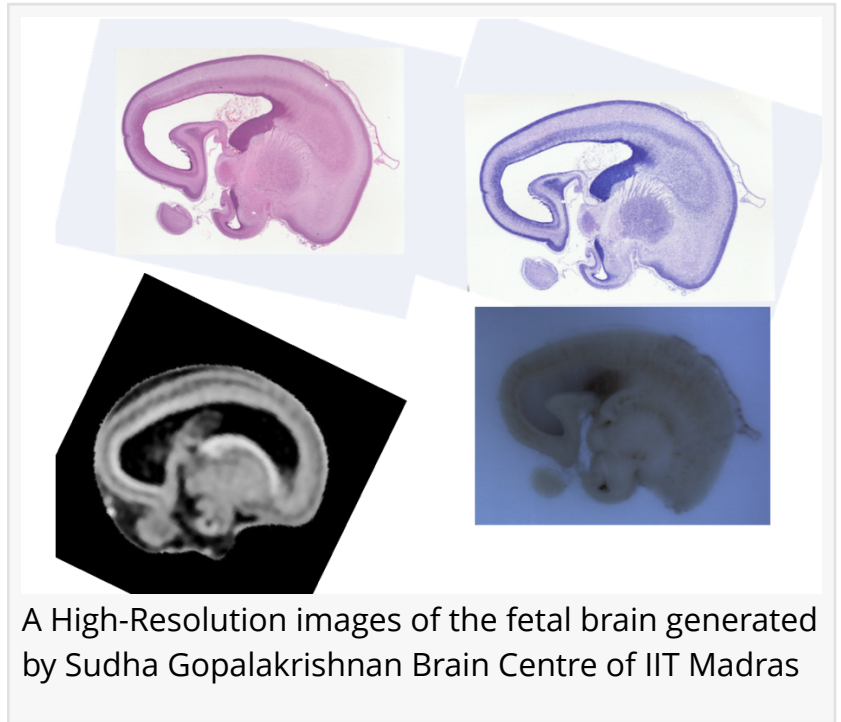 A High-Resolution images of the fetal brain generated
by Sudha Gopalakrishnan Brain Centre of IIT Madras